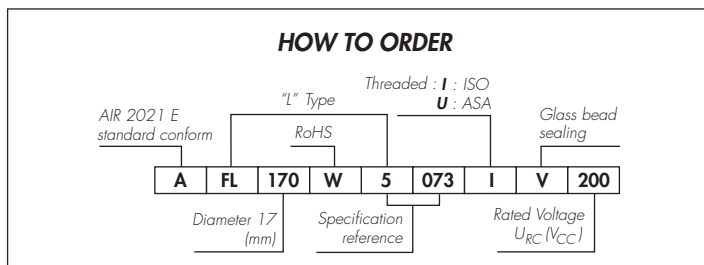 HOW TO ORDER
Threaded : I : ISO
U : ASA
"L" Type
AIR 2021 E
standard conform
RoHS
Glass bead
sealing
A FL 170 W 5 073 I V 200
Diameter 17
(mm)
Specification
reference
Rated Voltage
URC (VCC)